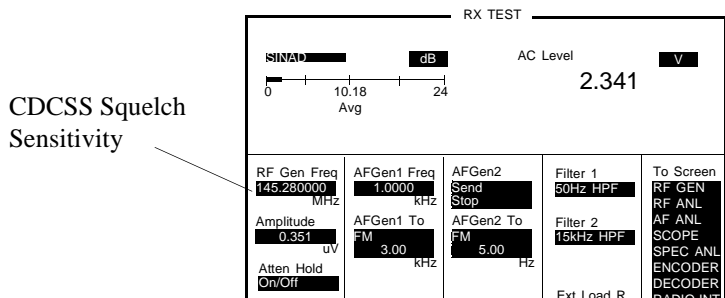 RX TEST
SINAD
dB
AC Level
V
2.341
0
10.18
24
Avg
CDCSS Squelch
Sensitivity
RF Gen Freq
145.280000
MHz
Amplitude
0.351
uV
Atten Hold
On/Off
AFGen1 Freq
1.0000
kHz
AFGen1 To
FM
3.00
kHz
AFGen2
Send
Stop
AFGen2 To
FM
5.00
Hz
Filter 1
50Hz HPF
Filter 2
15kHz HPF
Ext Load R
To Screen
RF GEN
RF ANL
AF ANL
SCOPE
SPEC ANL
ENCODER
DECODER
RADIO INT